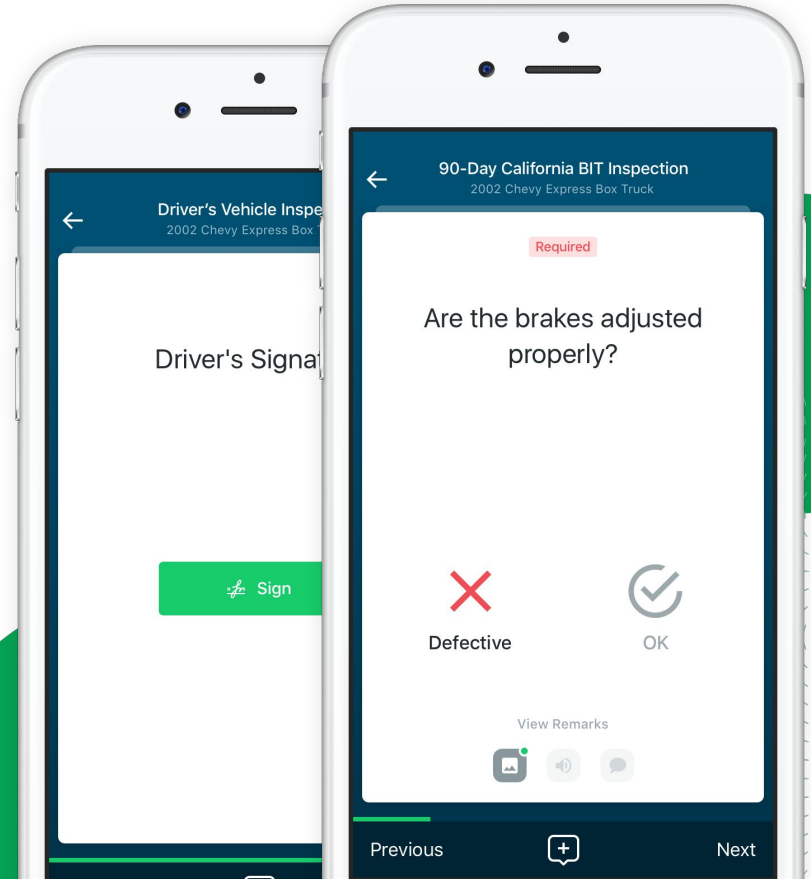 Driver's Vehicle Inspe
2002 Chevy Express Box
Driver's Signa
Sign
90-Day California BIT Inspection
2002 Chevy Express Box Truck
Required
Are the brakes adjusted
properly?
Defective
OK
View Remarks
Previous
Next